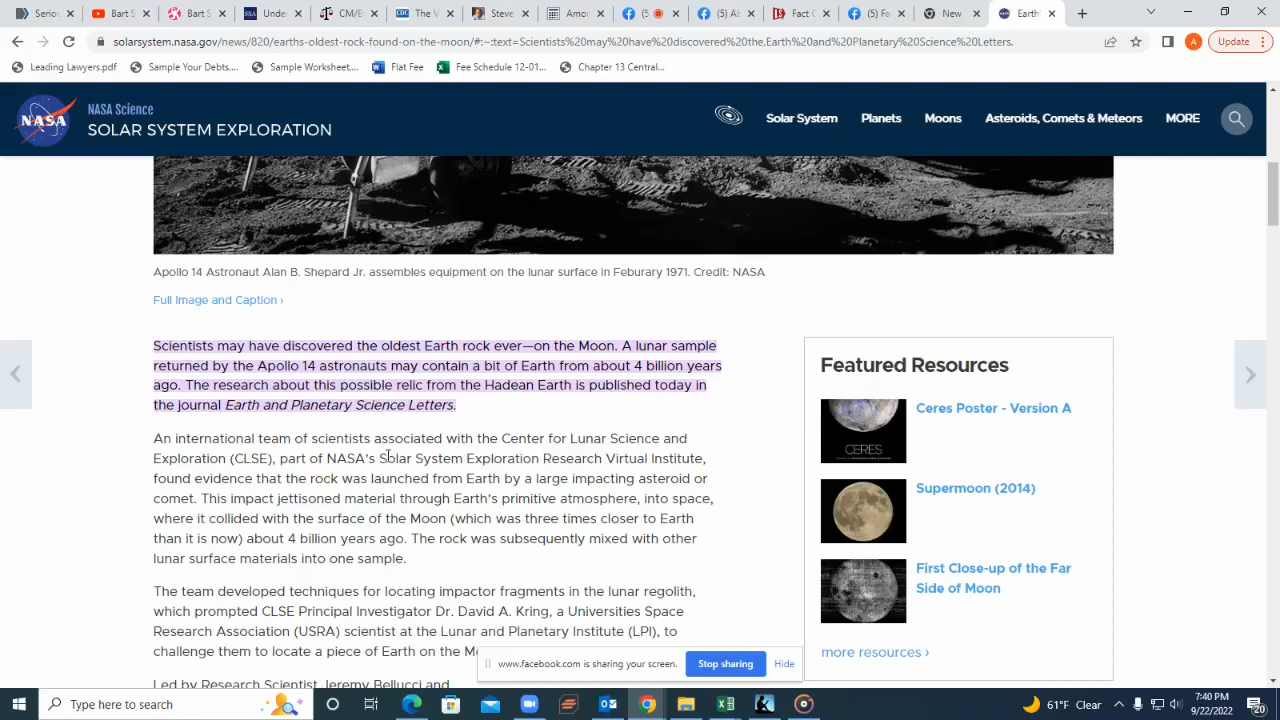 Serio
Bart S
Bart S
SSA
Untitl
CM/E
CDC The V
Steve
Humor
(5
(5) A
Fact C
(5) Fa
New
Earth
solarsystem.nasa.gov/news/820/earths-oldest-rock-found-on-the-moon/#:~:text=Scientists%20may%20have%20discovered%20the,Earth%20and%20Planetary%20Science%20Letters.
A
Update
Leading Lawyers.pdf
Sample Your Debts....
Sample Worksheet....
Flat Fee
Fee Schedule 12-01...
Chapter 13 Central...
NASA
NASA Science
SOLAR SYSTEM EXPLORATION
Solar System
Planets
Moons
Asteroids, Comets & Meteors
MORE
Apollo 14 Astronaut Alan B. Shepard Jr. assembles equipment on the lunar surface in Feburary 1971. Credit: NASA
Full Image and Caption ›
Scientists may have discovered the oldest Earth rock ever—on the Moon. A lunar sample
returned by the Apollo 14 astronauts may contain a bit of Earth from about 4 billion years
ago. The research about this possible relic from the Hadean Earth is published today in
the journal Earth and Planetary Science Letters.
An international team of scientists associated with the Center for Lunar Science and
Exploration (CLSE), part of NASA's Solar System Exploration Research Virtual Institute,
found evidence that the rock was launched from Earth by a large impacting asteroid or
comet. This impact jettisoned material through Earth's primitive atmosphere, into space,
where it collided with the surface of the Moon (which was three times closer to Earth
than it is now) about 4 billion years ago. The rock was subsequently mixed with other
lunar surface materials into one sample.
The team developed techniques for locating impactor fragments in the lunar regolith,
which prompted CLSE Principal Investigator Dr. David A. Kring, a Universities Space
Research Association (USRA) scientist at the Lunar and Planetary Institute (LPI), to
challenge them to locate a piece of Earth on the M
Led by Research Scientist Jeremy Bellucci and
Featured Resources
Ceres Poster - Version A
CERES
Supermoon (2014)
First Close-up of the Far
Side of Moon
more resources ›
www.facebook.com is sharing your screen.
Stop sharing
Hide
Type here to search
61°F Clear
7:40 PM
9/22/2022
20